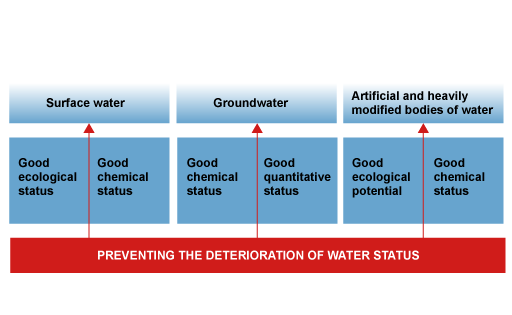 Surface water
Groundwater
Artificial and heavily
modified bodies of water
Good
ecological
status
Good
chemical
status
Good
chemical
status
Good
quantitative
status
Good
ecological
potential
Good
chemical
status
PREVENTING THE DETERIORATION OF WATER STATUS